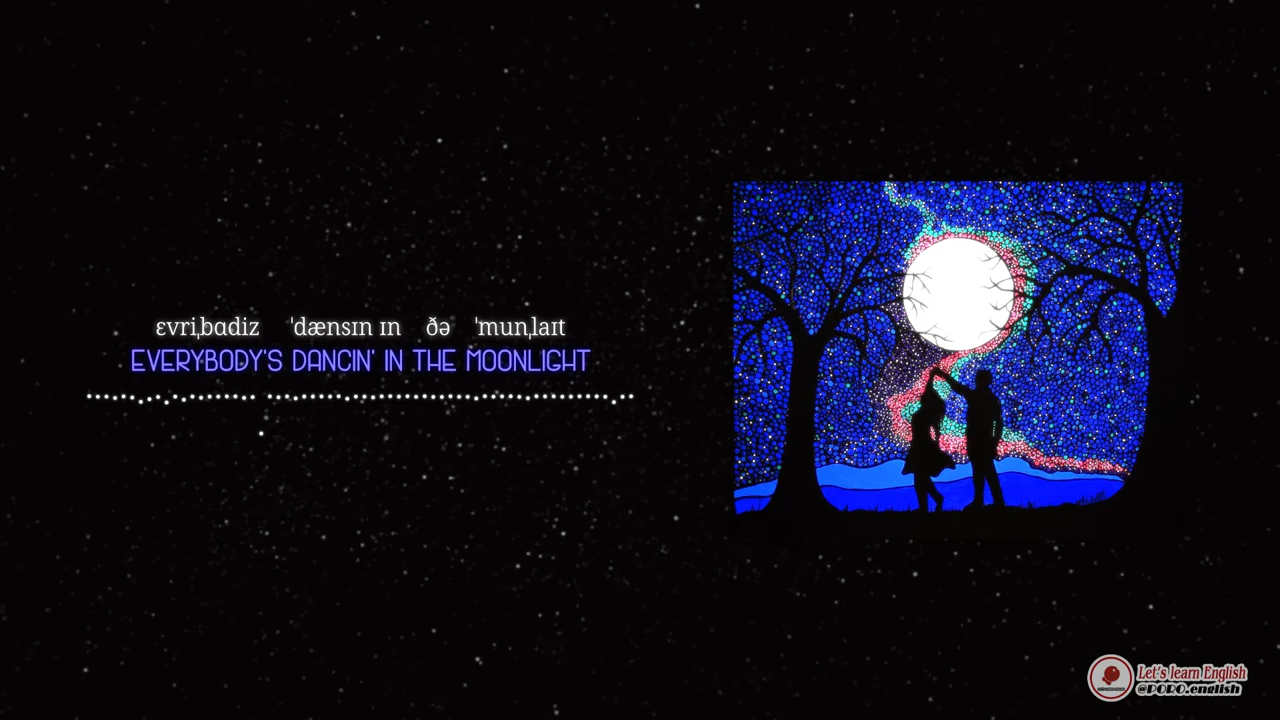 ɛvriˌbɑdiz ˈdænsɪn ɪn ðə ˈmunˌlaɪt
EVERYBODY'S DANCIN' IN THE MOONLIGHT
Let's learn English
@PORO.english